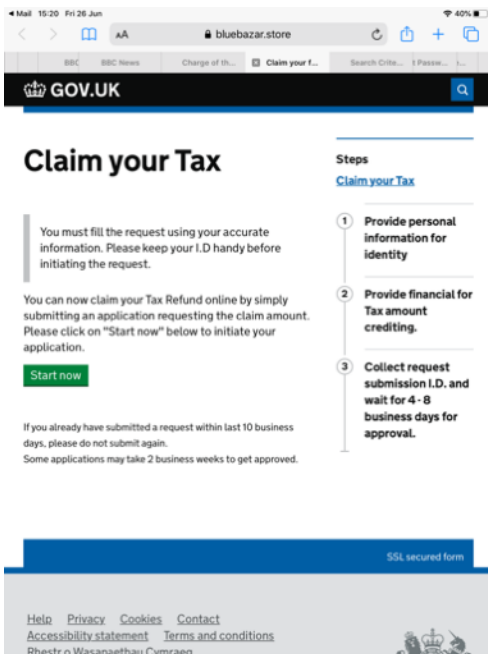 Mail 15:20 Fri 26 Jun 40%
AA bluebazar.store
BBC BBC News Charge of th... Claim your f... Search Crite... t Passw...
GOV.UK
Claim your Tax
You must fill the request using your accurate
information. Please keep your I.D handy before
initiating the request.
You can now claim your Tax Refund online by simply
submitting an application requesting the claim amount.
Please click on "Start now" below to initiate your
application.
Start now
If you already have submitted a request within last 10 business
days, please do not submit again.
Some applications may take 2 business weeks to get approved.
Steps
Claim your Tax
1 Provide personal
information for
identity
2 Provide financial for
Tax amount
crediting.
3 Collect request
submission I.D. and
wait for 4 - 8
business days for
approval.
SSL secured form
Help Privacy Cookies Contact
Accessibility statement Terms and conditions
Rhestr o Wasanaethau Cymraeg